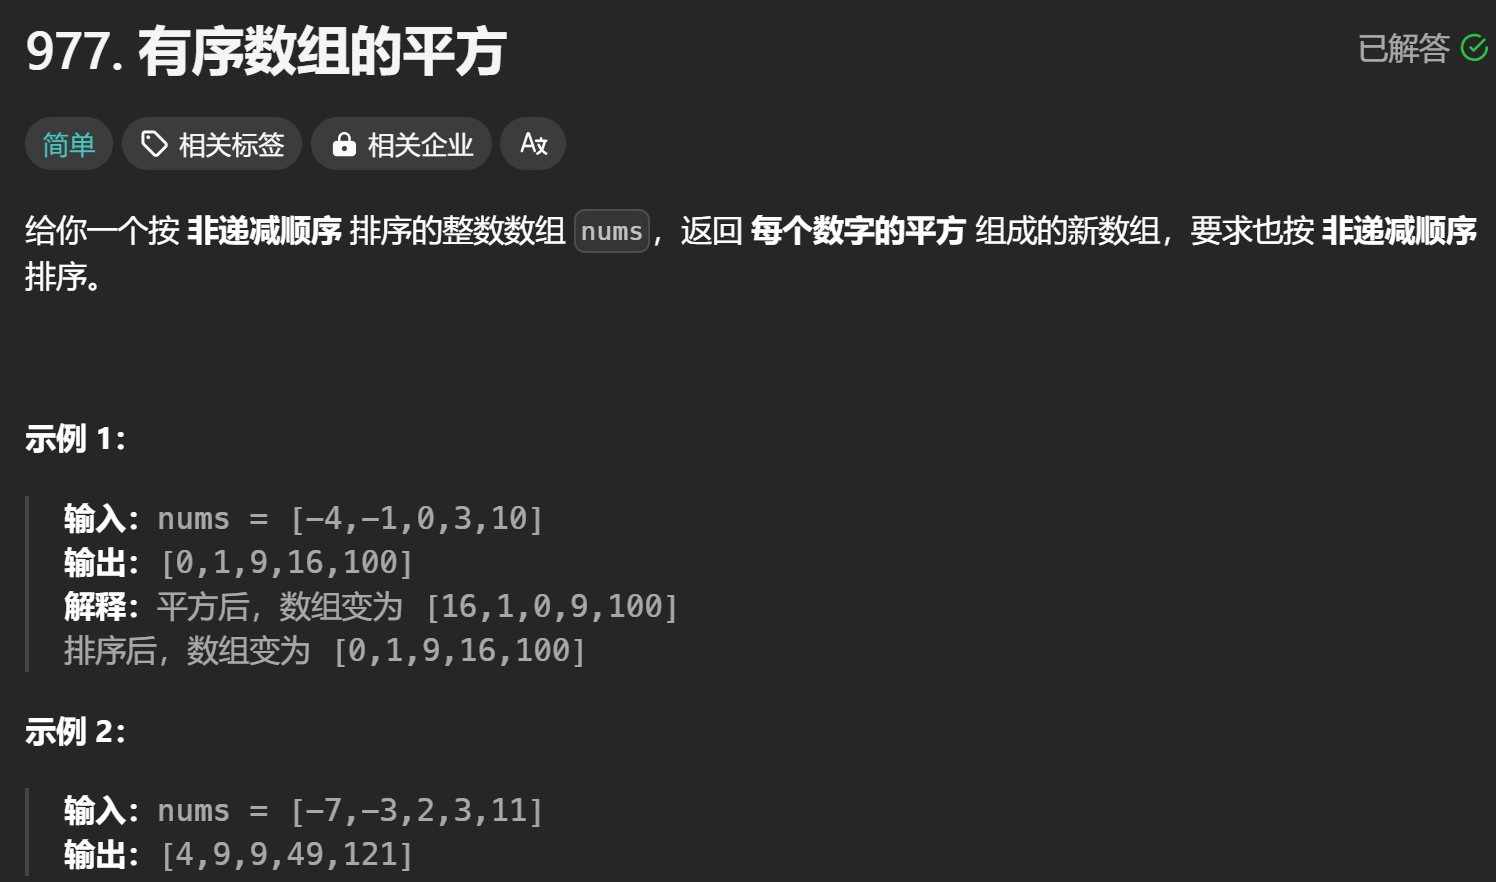 977. 有序数组的平方
已解答
简单
相关标签
相关企业
给你一个按 非递减顺序 排序的整数数组 nums，返回 每个数字的平方 组成的新数组，要求也按 非递减顺序
排序。
示例 1：
输入：nums = [-4,-1,0,3,10]
输出：[0,1,9,16,100]
解释：平方后，数组变为 [16,1,0,9,100]
排序后，数组变为 [0,1,9,16,100]
示例 2：
输入：nums = [-7,-3,2,3,11]
输出：[4,9,9,49,121]